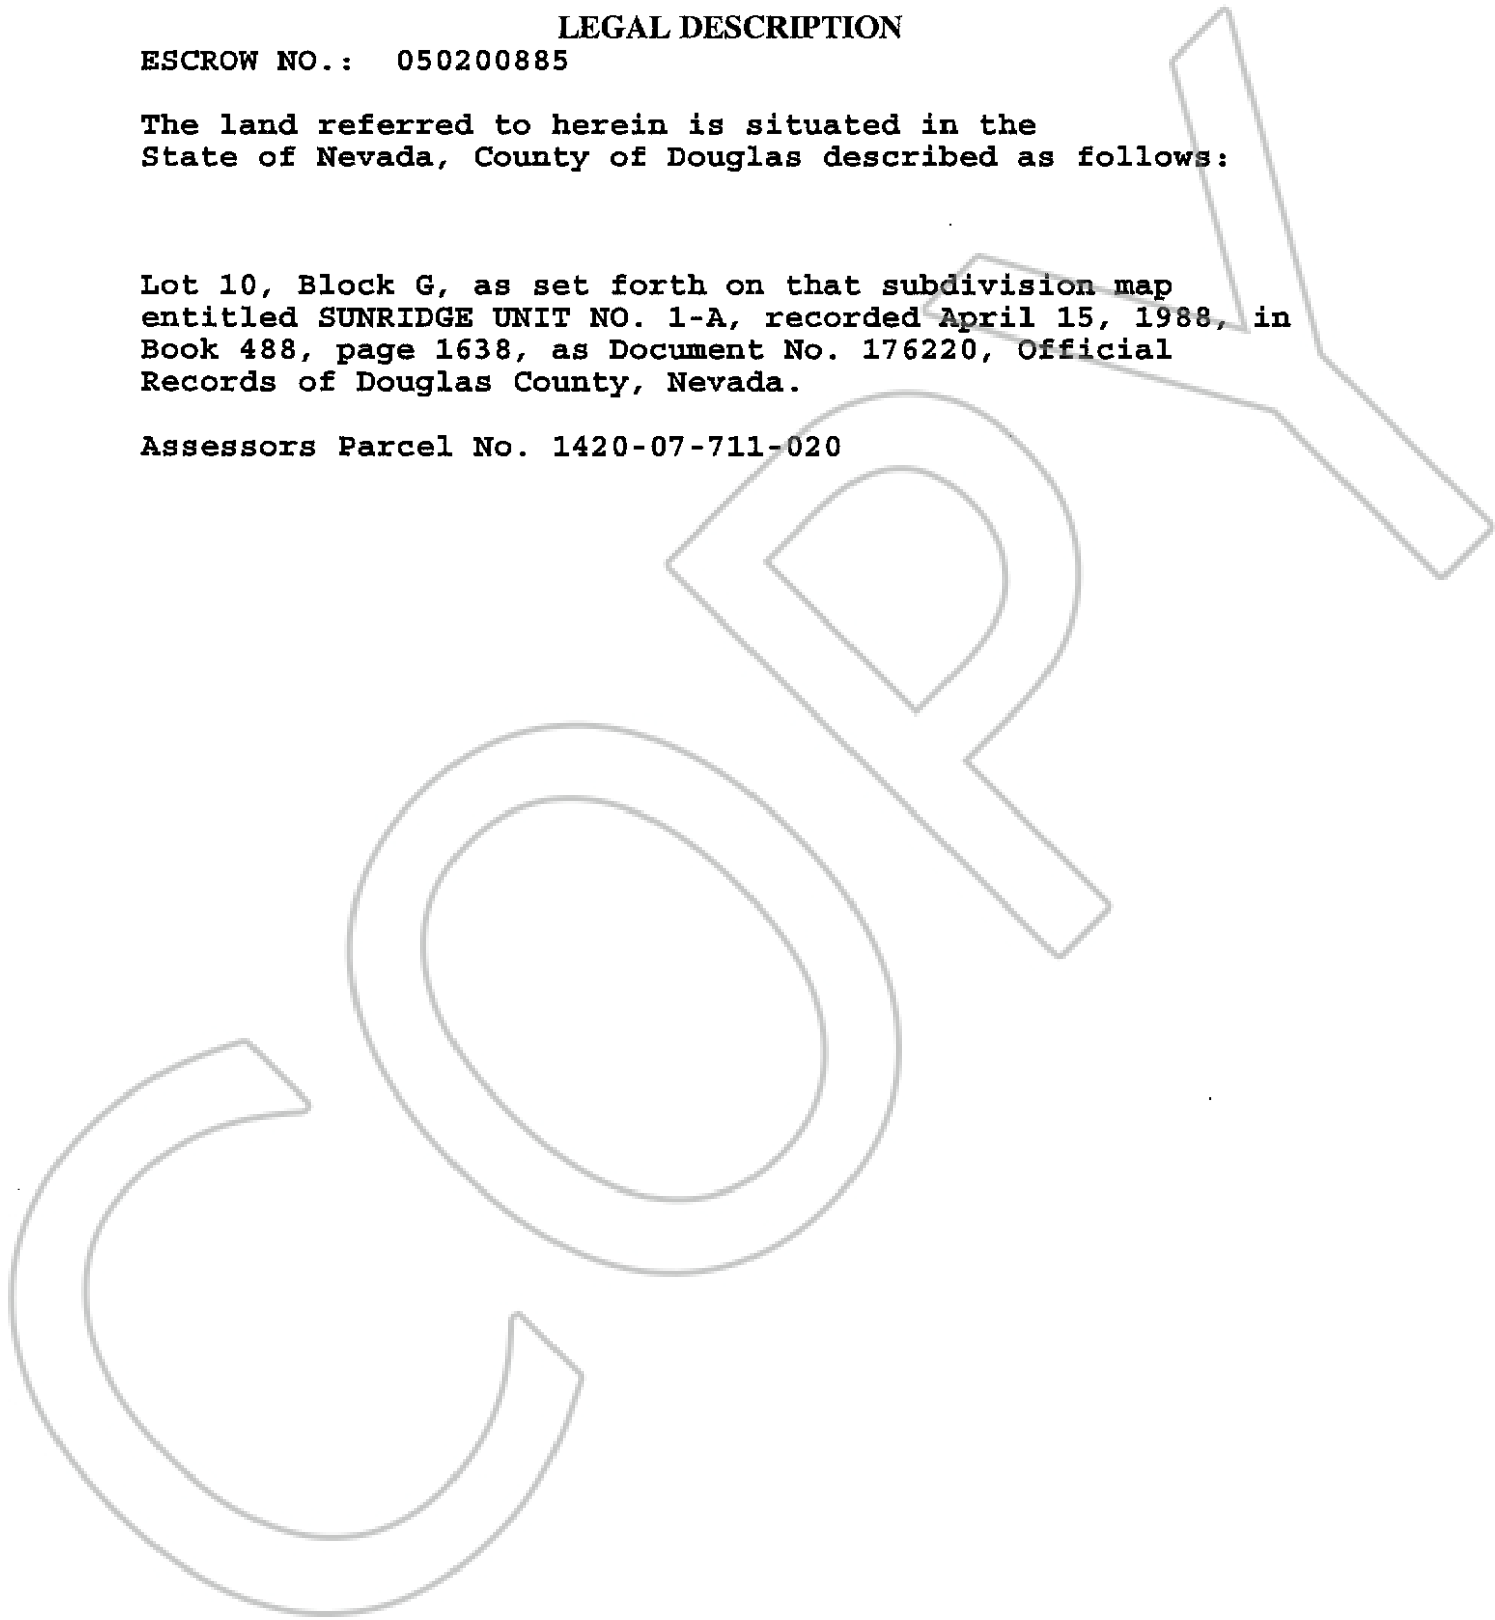 LEGAL DESCRIPTION
ESCROW NO.: 050200885
The land referred to herein is situated in the
State of Nevada, County of Douglas described as follows:
Lot 10, Block G, as set forth on that subdivision map
entitled SUNRIDGE UNIT NO. 1-A, recorded April 15, 1988, in
Book 488, page 1638, as Document No. 176220, Official
Records of Douglas County, Nevada.
Assessors Parcel No. 1420-07-711-020
COPY